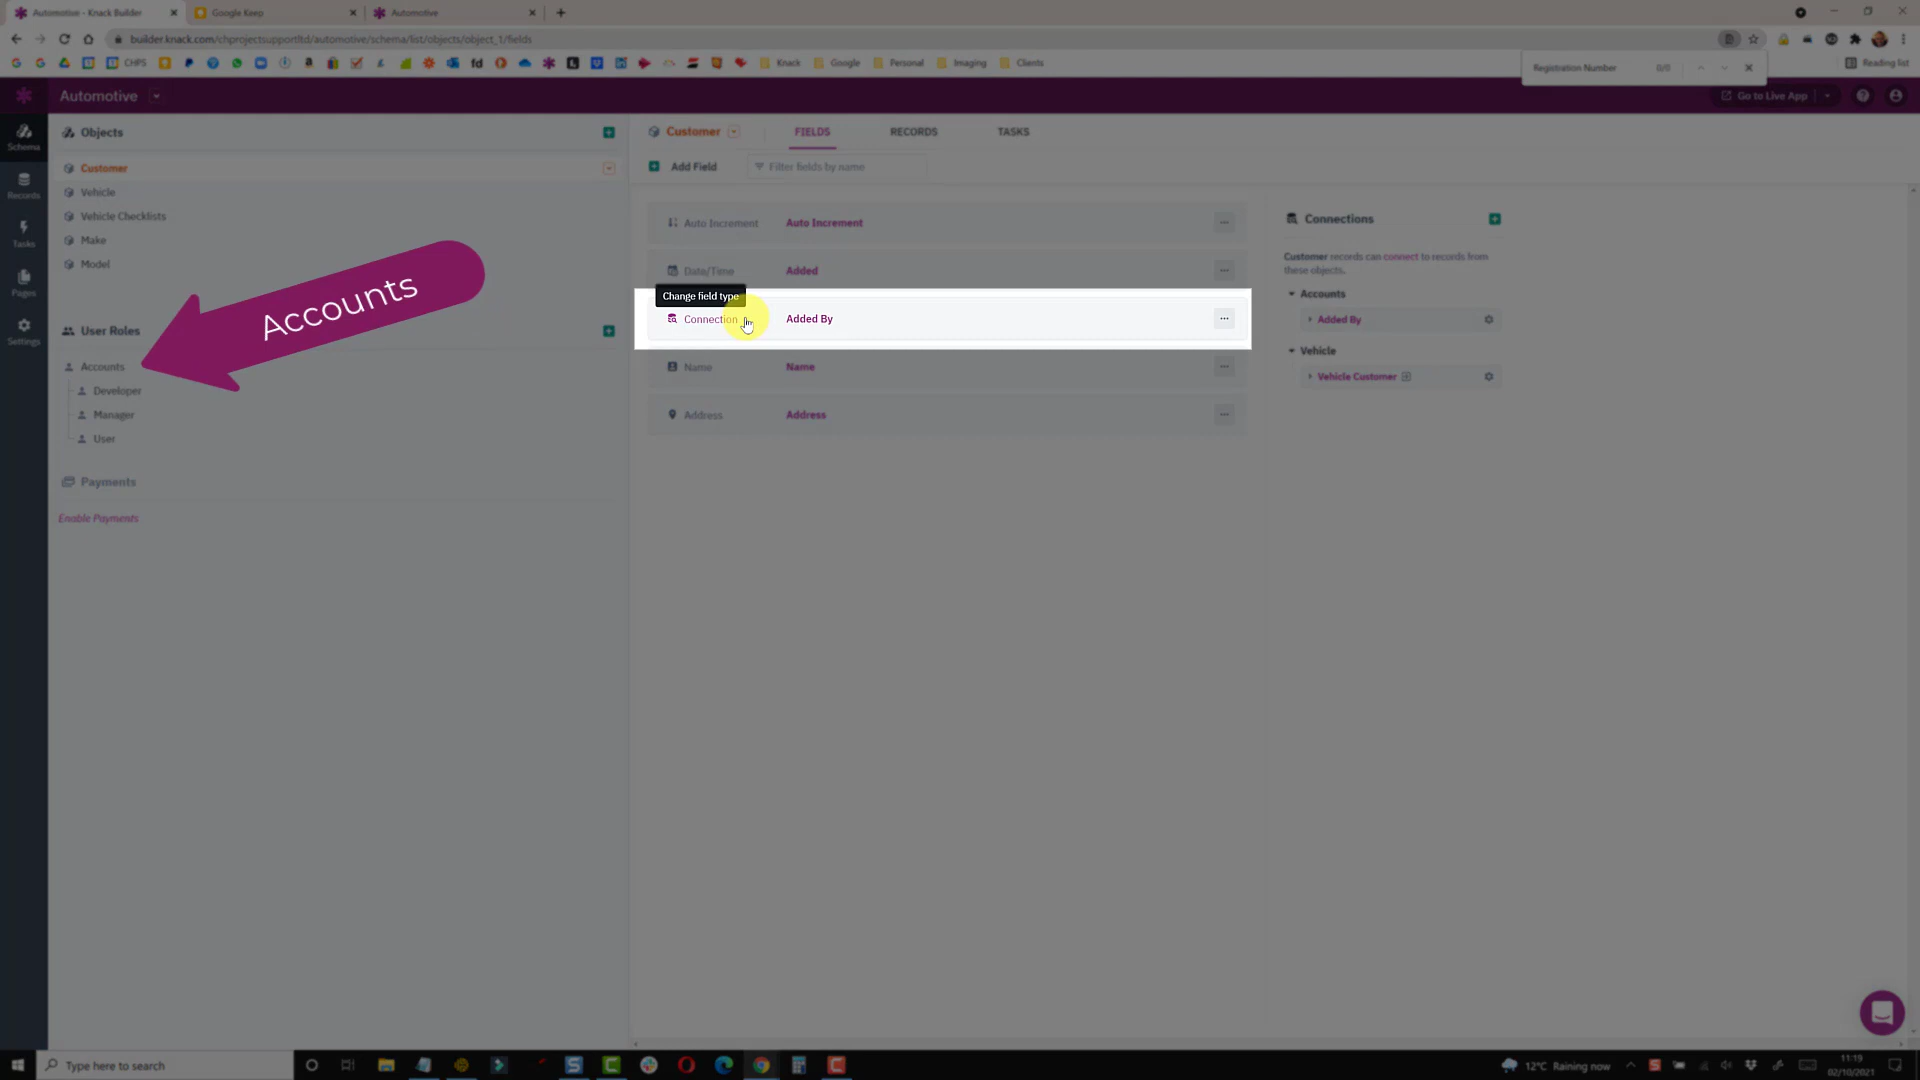 Automotive - Knack Builder
Google Keep
Automotive
builder.knack.com/chprojectsupportltd/automotive/schema/list/objects/object_1/fields
CHPS
fd
Knack
Google
Personal
Imaging
Clients
Registration Number
0/0
Reading list
Automotive
Go to Live App
Schema
Records
Tasks
Pages
Settings
Objects
Customer
Vehicle
Vehicle Checklists
Make
Model
Accounts
User Roles
Accounts
Developer
Manager
User
Payments
Enable Payments
Customer
FIELDS
RECORDS
TASKS
Add Field
Filter fields by name
Auto Increment
Auto Increment
Date/Time
Added
Change field type
Connection
Added By
Name
Name
Address
Address
Connections
Customer records can connect to records from
these objects.
Accounts
Added By
Vehicle
Vehicle Customer
Type here to search
12°C Raining now
11:19
02/10/2021